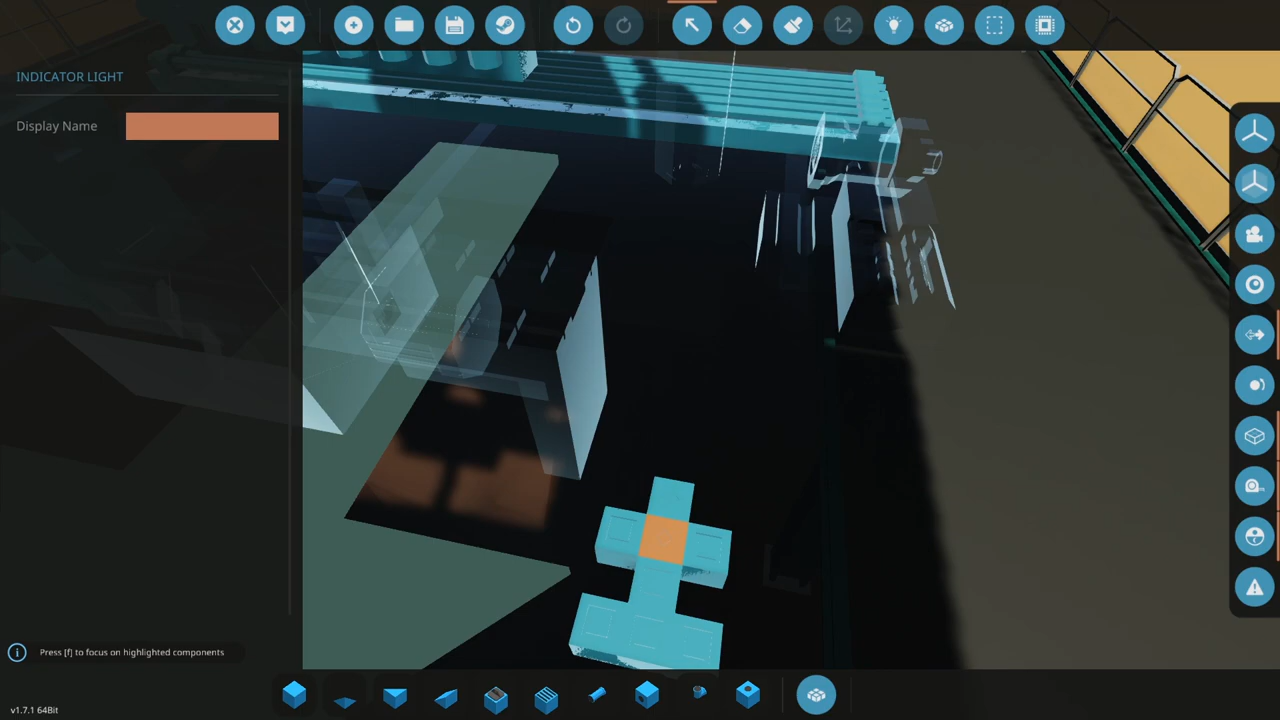 INDICATOR LIGHT
Display Name
Press [f] to focus on highlighted components
v1.7.1 64Bit